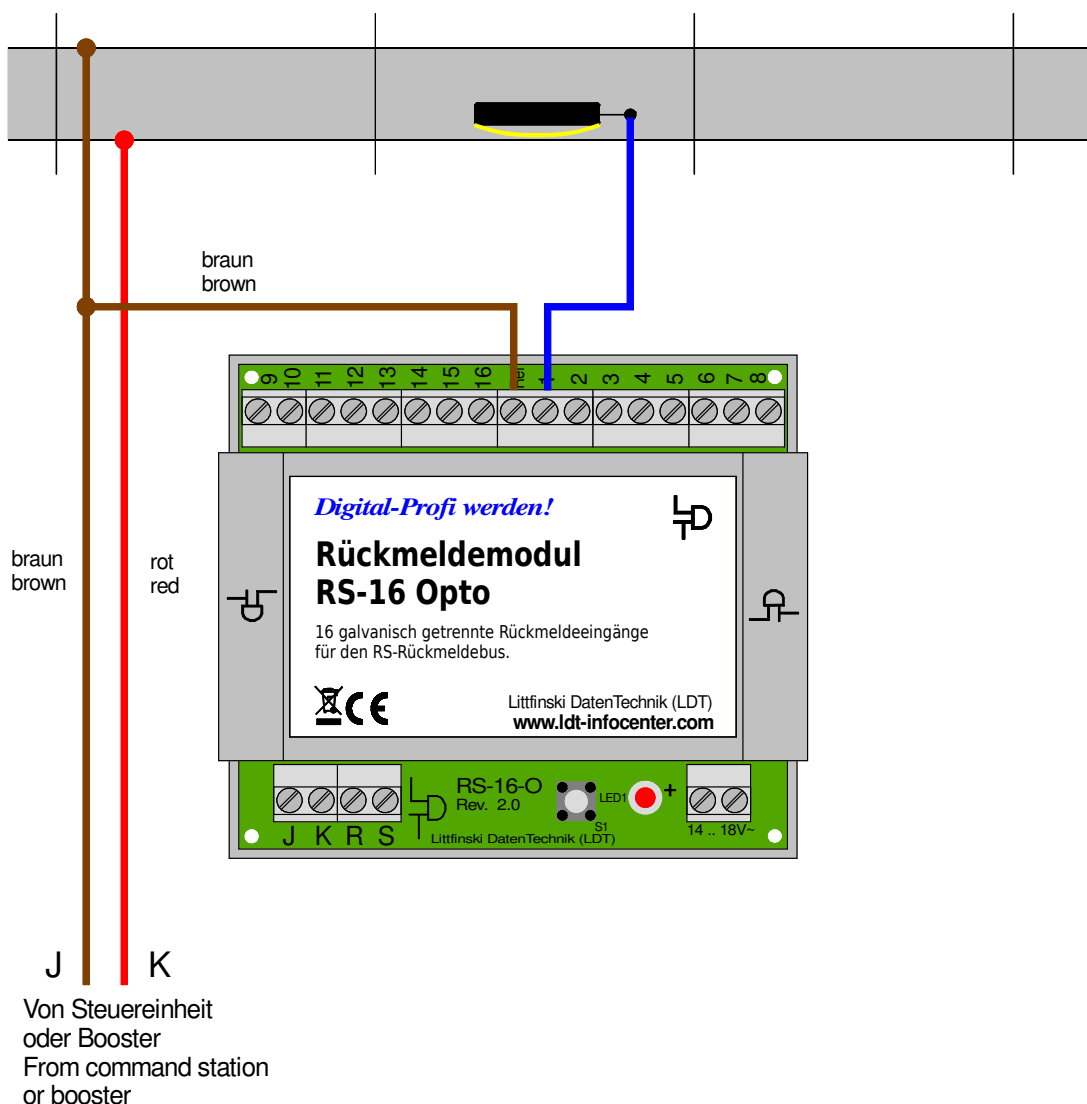 braun
brown
9 10 11 12 13 14 15 16 Ref 1 2 3 4 5 6 7 8
Digital-Profi werden!
Rückmeldemodul
RS-16 Opto
16 galvanisch getrennte Rückmeldeeingänge
für den RS-Rückmeldebus.
CE
Littfinski DatenTechnik (LDT)
www.ldt-infocenter.com
braun
brown
rot
red
RS-16-O
Rev. 2.0
LED1
+
S1
14 .. 18V~
J K R S
Littfinski DatenTechnik (LDT)
J K
Von Steuereinheit
oder Booster
From command station
or booster